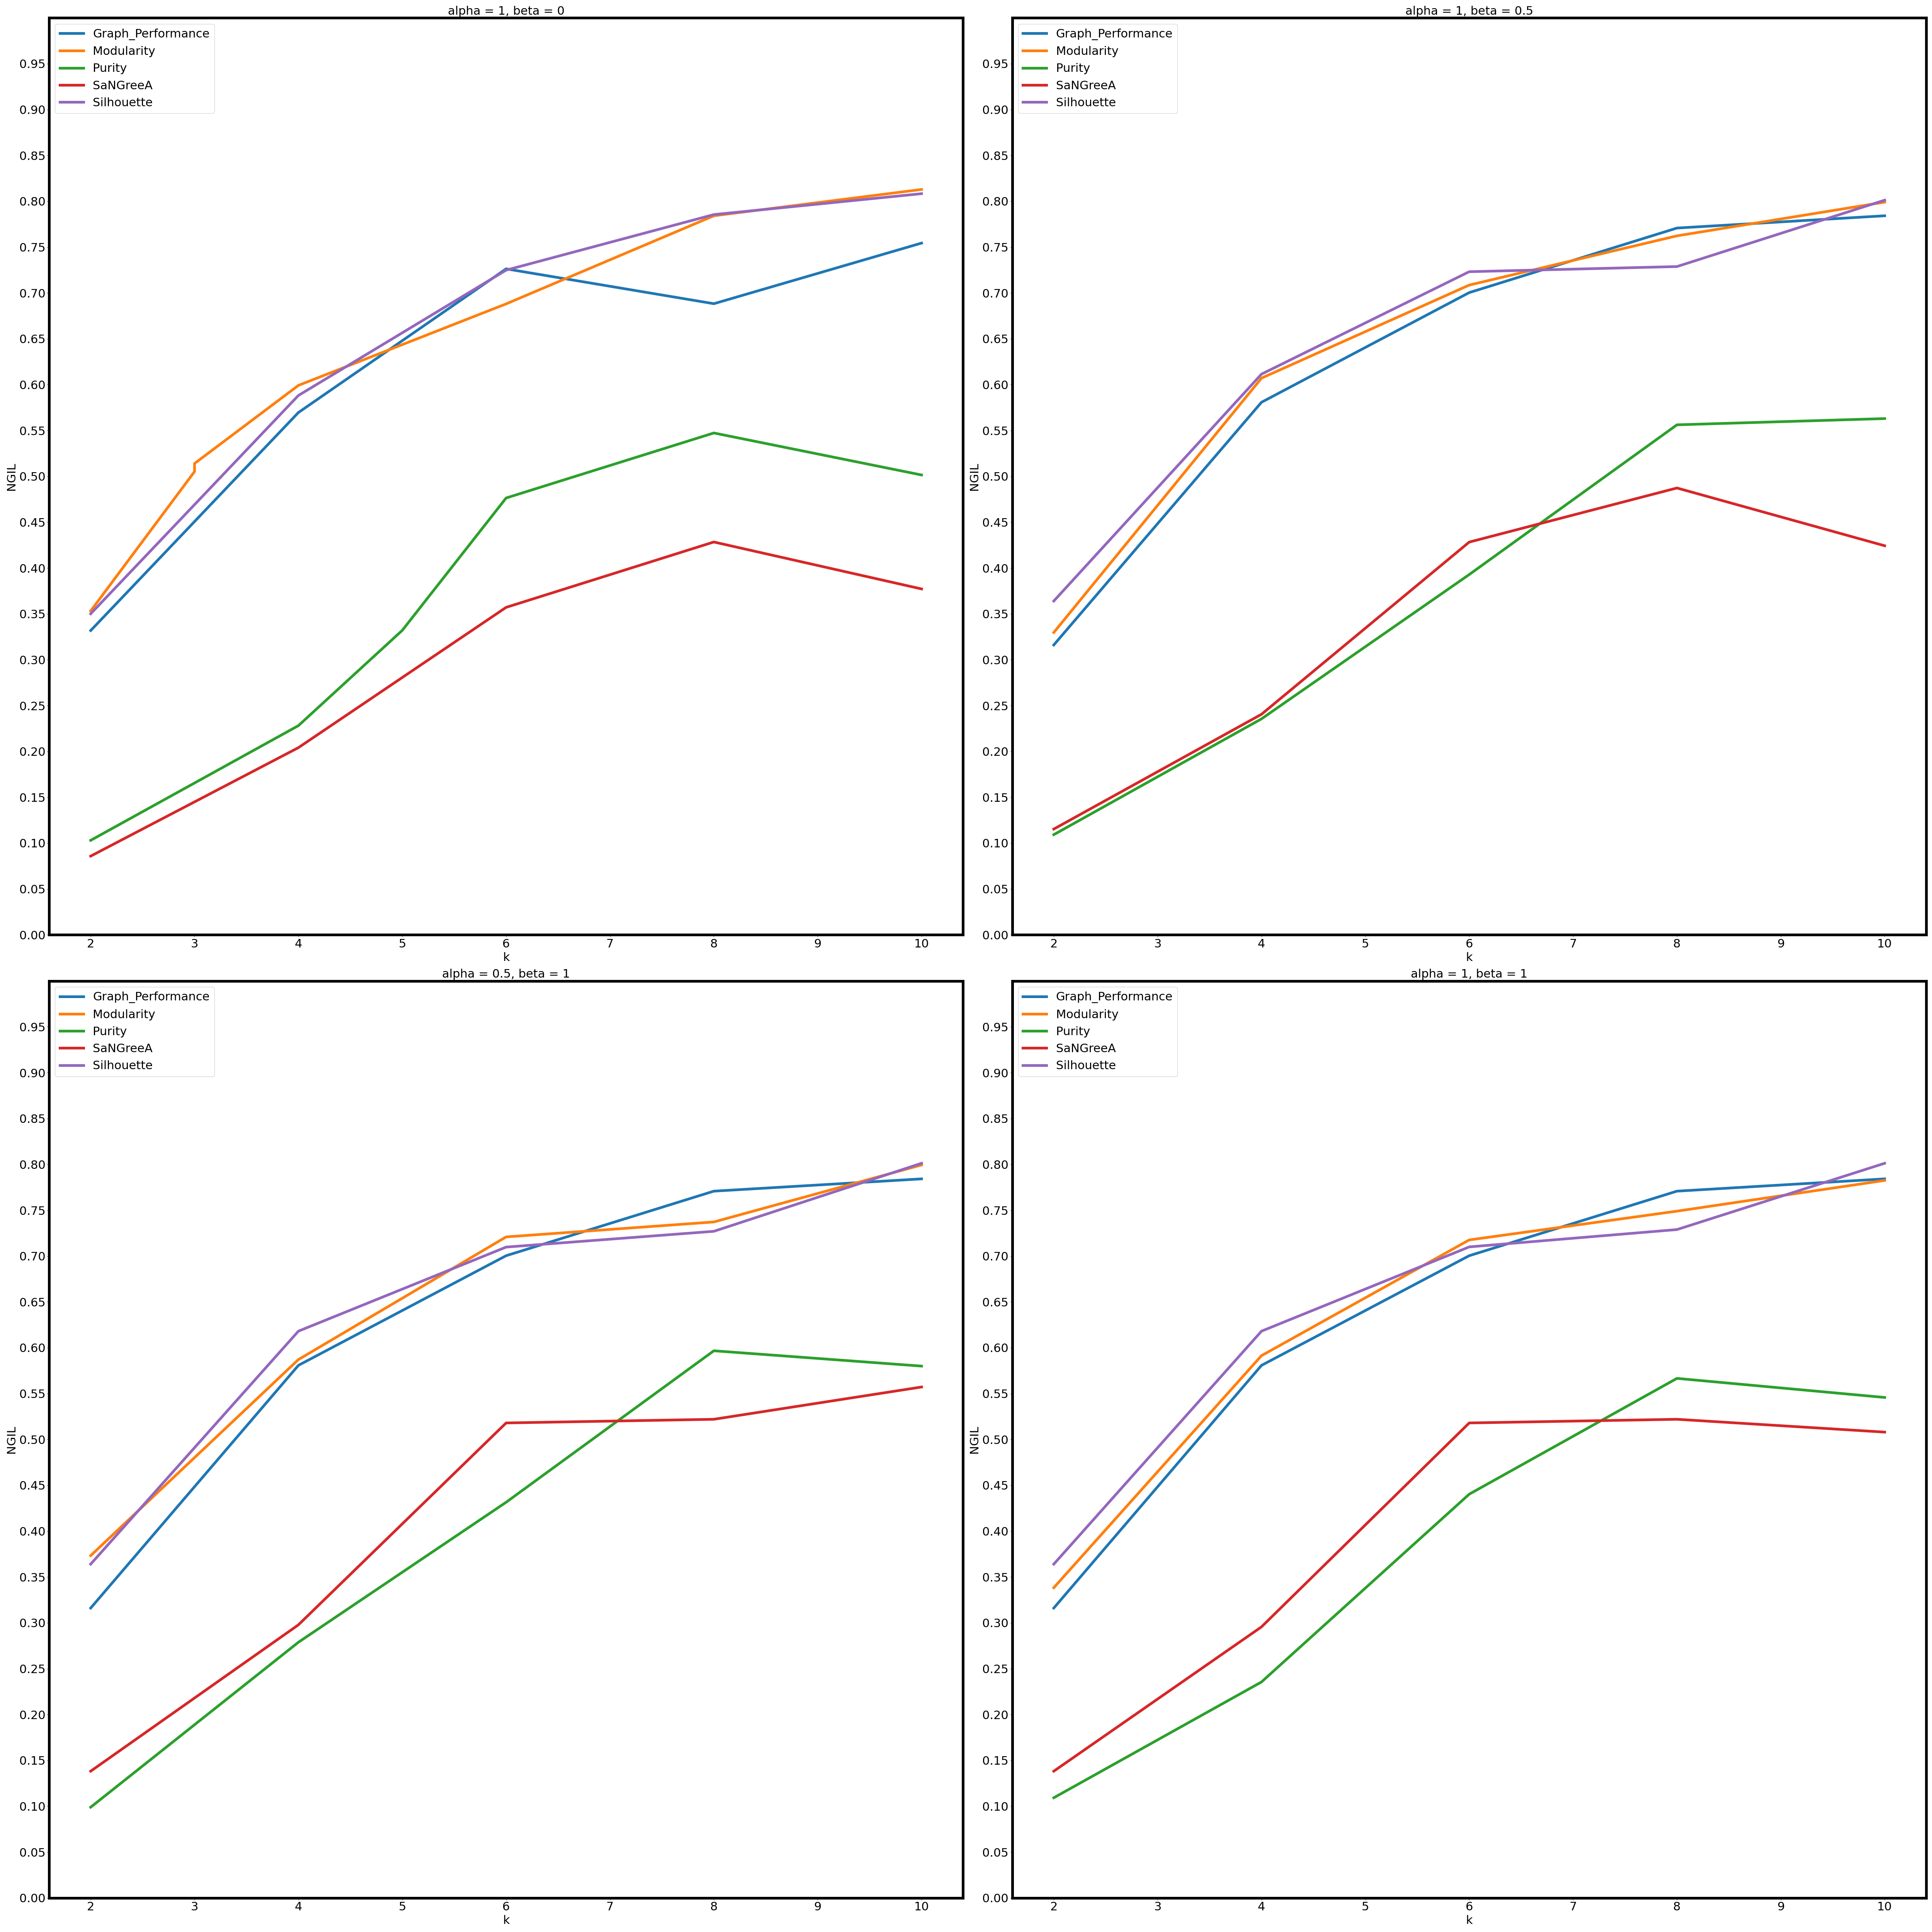 alpha = 1, beta = 0
Graph_Performance
Modularity
Purity
SaNGreeA
Silhouette
NGIL
0.95
0.90
0.85
0.80
0.75
0.70
0.65
0.60
0.55
0.50
0.45
0.40
0.35
0.30
0.25
0.20
0.15
0.10
0.05
0.00
2 3 4 5 6 7 8 9 10
k
alpha = 1, beta = 0.5
Graph_Performance
Modularity
Purity
SaNGreeA
Silhouette
NGIL
0.95
0.90
0.85
0.80
0.75
0.70
0.65
0.60
0.55
0.50
0.45
0.40
0.35
0.30
0.25
0.20
0.15
0.10
0.05
0.00
2 3 4 5 6 7 8 9 10
k
alpha = 0.5, beta = 1
Graph_Performance
Modularity
Purity
SaNGreeA
Silhouette
NGIL
0.95
0.90
0.85
0.80
0.75
0.70
0.65
0.60
0.55
0.50
0.45
0.40
0.35
0.30
0.25
0.20
0.15
0.10
0.05
0.00
2 3 4 5 6 7 8 9 10
k
alpha = 1, beta = 1
Graph_Performance
Modularity
Purity
SaNGreeA
Silhouette
NGIL
0.95
0.90
0.85
0.80
0.75
0.70
0.65
0.60
0.55
0.50
0.45
0.40
0.35
0.30
0.25
0.20
0.15
0.10
0.05
0.00
2 3 4 5 6 7 8 9 10
k